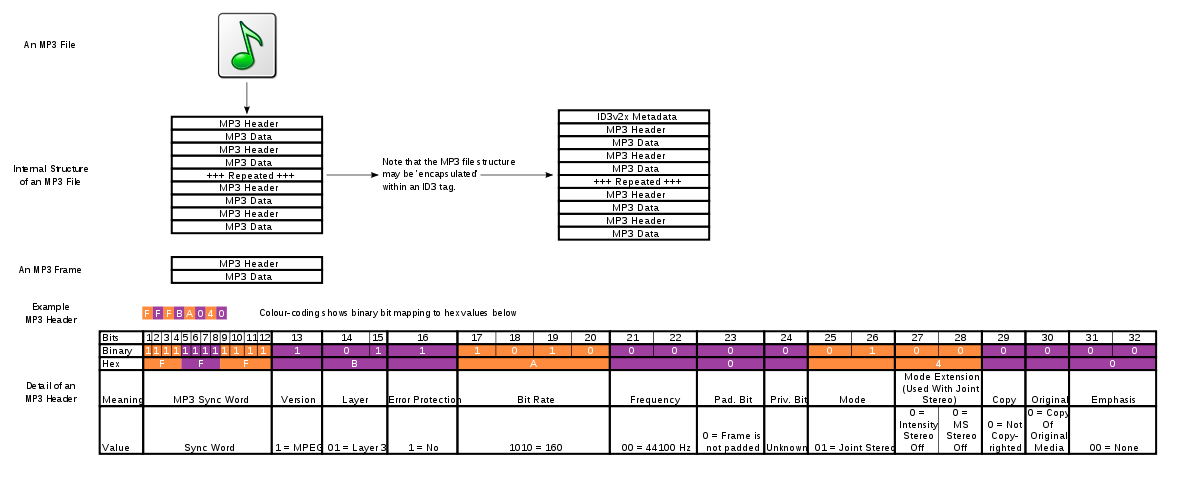 An MP3 File
MP3 Header
MP3 Data
MP3 Header
MP3 Data
+++ Repeated +++
MP3 Header
MP3 Data
MP3 Header
MP3 Data
Internal Structure
of an MP3 File
Note that the MP3 file structure
may be 'encapsulated'
within an ID3 tag.
ID3v2x Metadata
MP3 Header
MP3 Data
MP3 Header
MP3 Data
+++ Repeated +++
MP3 Header
MP3 Data
MP3 Header
MP3 Data
An MP3 Frame
MP3 Header
MP3 Data
Example
MP3 Header
F F F B A 0 4 0
Colour-coding shows binary bit mapping to hex values below
Detail of an
MP3 Header
Bits 1 2 3 4 5 6 7 8 9 10 11 12 13 14 15 16 17 18 19 20 21 22 23 24 25 26 27 28 29 30 31 32
Binary 1 1 1 1 1 1 1 1 1 1 1 1 1 0 1 1 1 0 1 0 0 0 0 0 0 1 0 0 0 0 0 0
Hex F F F B A 0 4 0
Meaning MP3 Sync Word Version Layer Error Protection Bit Rate Frequency Pad. Bit Priv. Bit Mode
Mode Extension
(Used With Joint
Stereo)
Copy Original Emphasis
Value Sync Word 1 = MPEG 01 = Layer 3 1 = No 1010 = 160 00 = 44100 Hz
0 = Frame is
not padded
Unknown 01 = Joint Stereo
0 =
Intensity
Stereo
Off
0 =
MS
Stereo
Off
0 = Not
Copy-
righted
0 = Copy
Of
Original
Media
00 = None